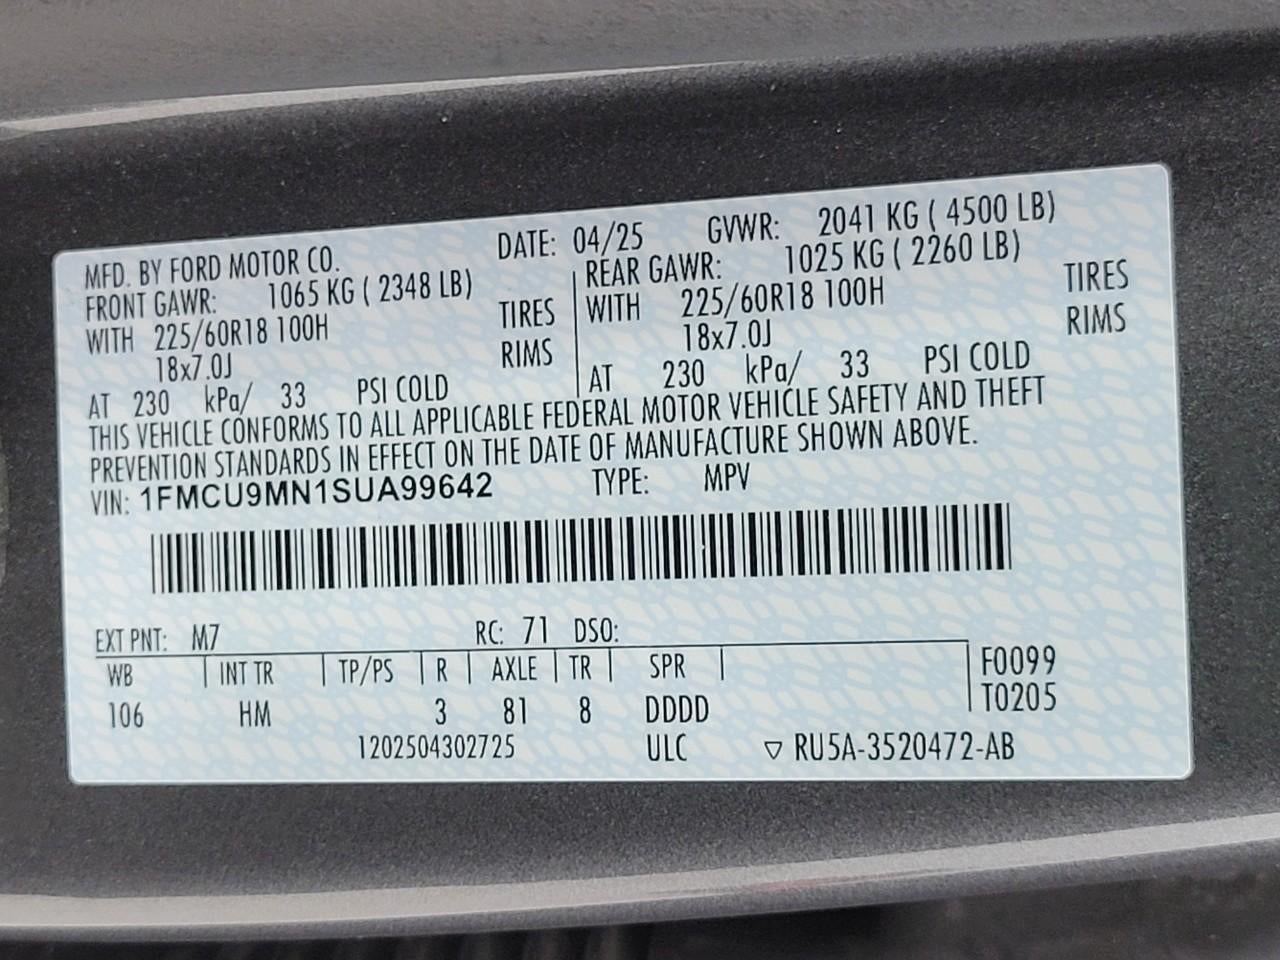 MFD. BY FORD MOTOR CO. DATE: 04/25 GVWR: 2041 KG ( 4500 LB)
FRONT GAWR: 1065 KG ( 2348 LB) REAR GAWR: 1025 KG ( 2260 LB)
WITH 225/60R18 100H TIRES WITH 225/60R18 100H TIRES
18x7.0J RIMS 18x7.0J RIMS
AT 230 kPa/ 33 PSI COLD AT 230 kPa/ 33 PSI COLD
THIS VEHICLE CONFORMS TO ALL APPLICABLE FEDERAL MOTOR VEHICLE SAFETY AND THEFT
PREVENTION STANDARDS IN EFFECT ON THE DATE OF MANUFACTURE SHOWN ABOVE.
VIN: 1FMCU9MN1SUA99642 TYPE: MPV
EXT PNT: M7 RC: 71 DSO:
WB INT TR TP/PS R AXLE TR SPR F0099
106 HM 3 81 8 DDDD T0205
1202504302725 ULC ▽ RU5A-3520472-AB